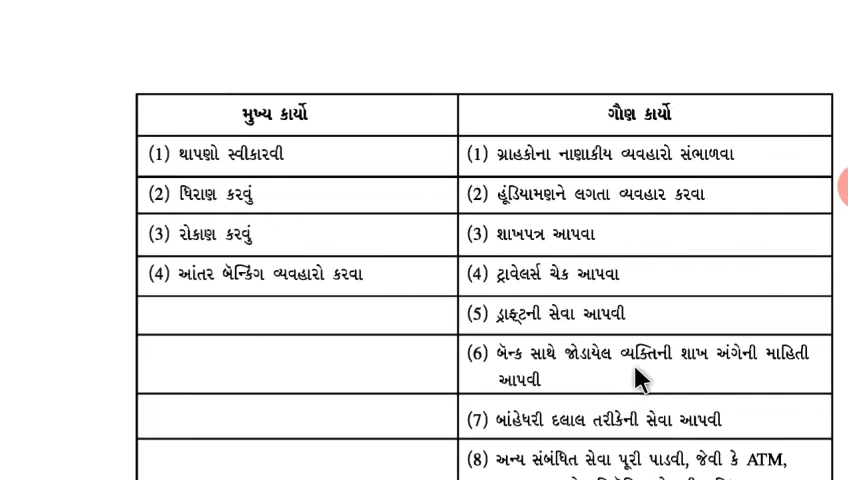 મુખ્ય કાર્યો ગૌણ કાર્યો
(1) થાપણો સ્વીકારવી (1) ગ્રાહકોના નાણાકીય વ્યવહારો સંભાળવા
(2) ધિરાણ કરવું (2) હૂંડિયામણને લગતા વ્યવહાર કરવા
(3) રોકાણ કરવું (3) શાખપત્ર આપવા
(4) આંતર બૅન્કિંગ વ્યવહારો કરવા (4) ટ્રાવેલર્સ ચેક આપવા
(5) ડ્રાફ્ટની સેવા આપવી
(6) બૅન્ક સાથે જોડાયેલ વ્યક્તિની શાખ અંગેની માહિતી
આપવી
(7) બાંહેધરી દલાલ તરીકેની સેવા આપવી
(8) અન્ય સંબંધિત સેવા પૂરી પાડવી, જેવી કે ATM,